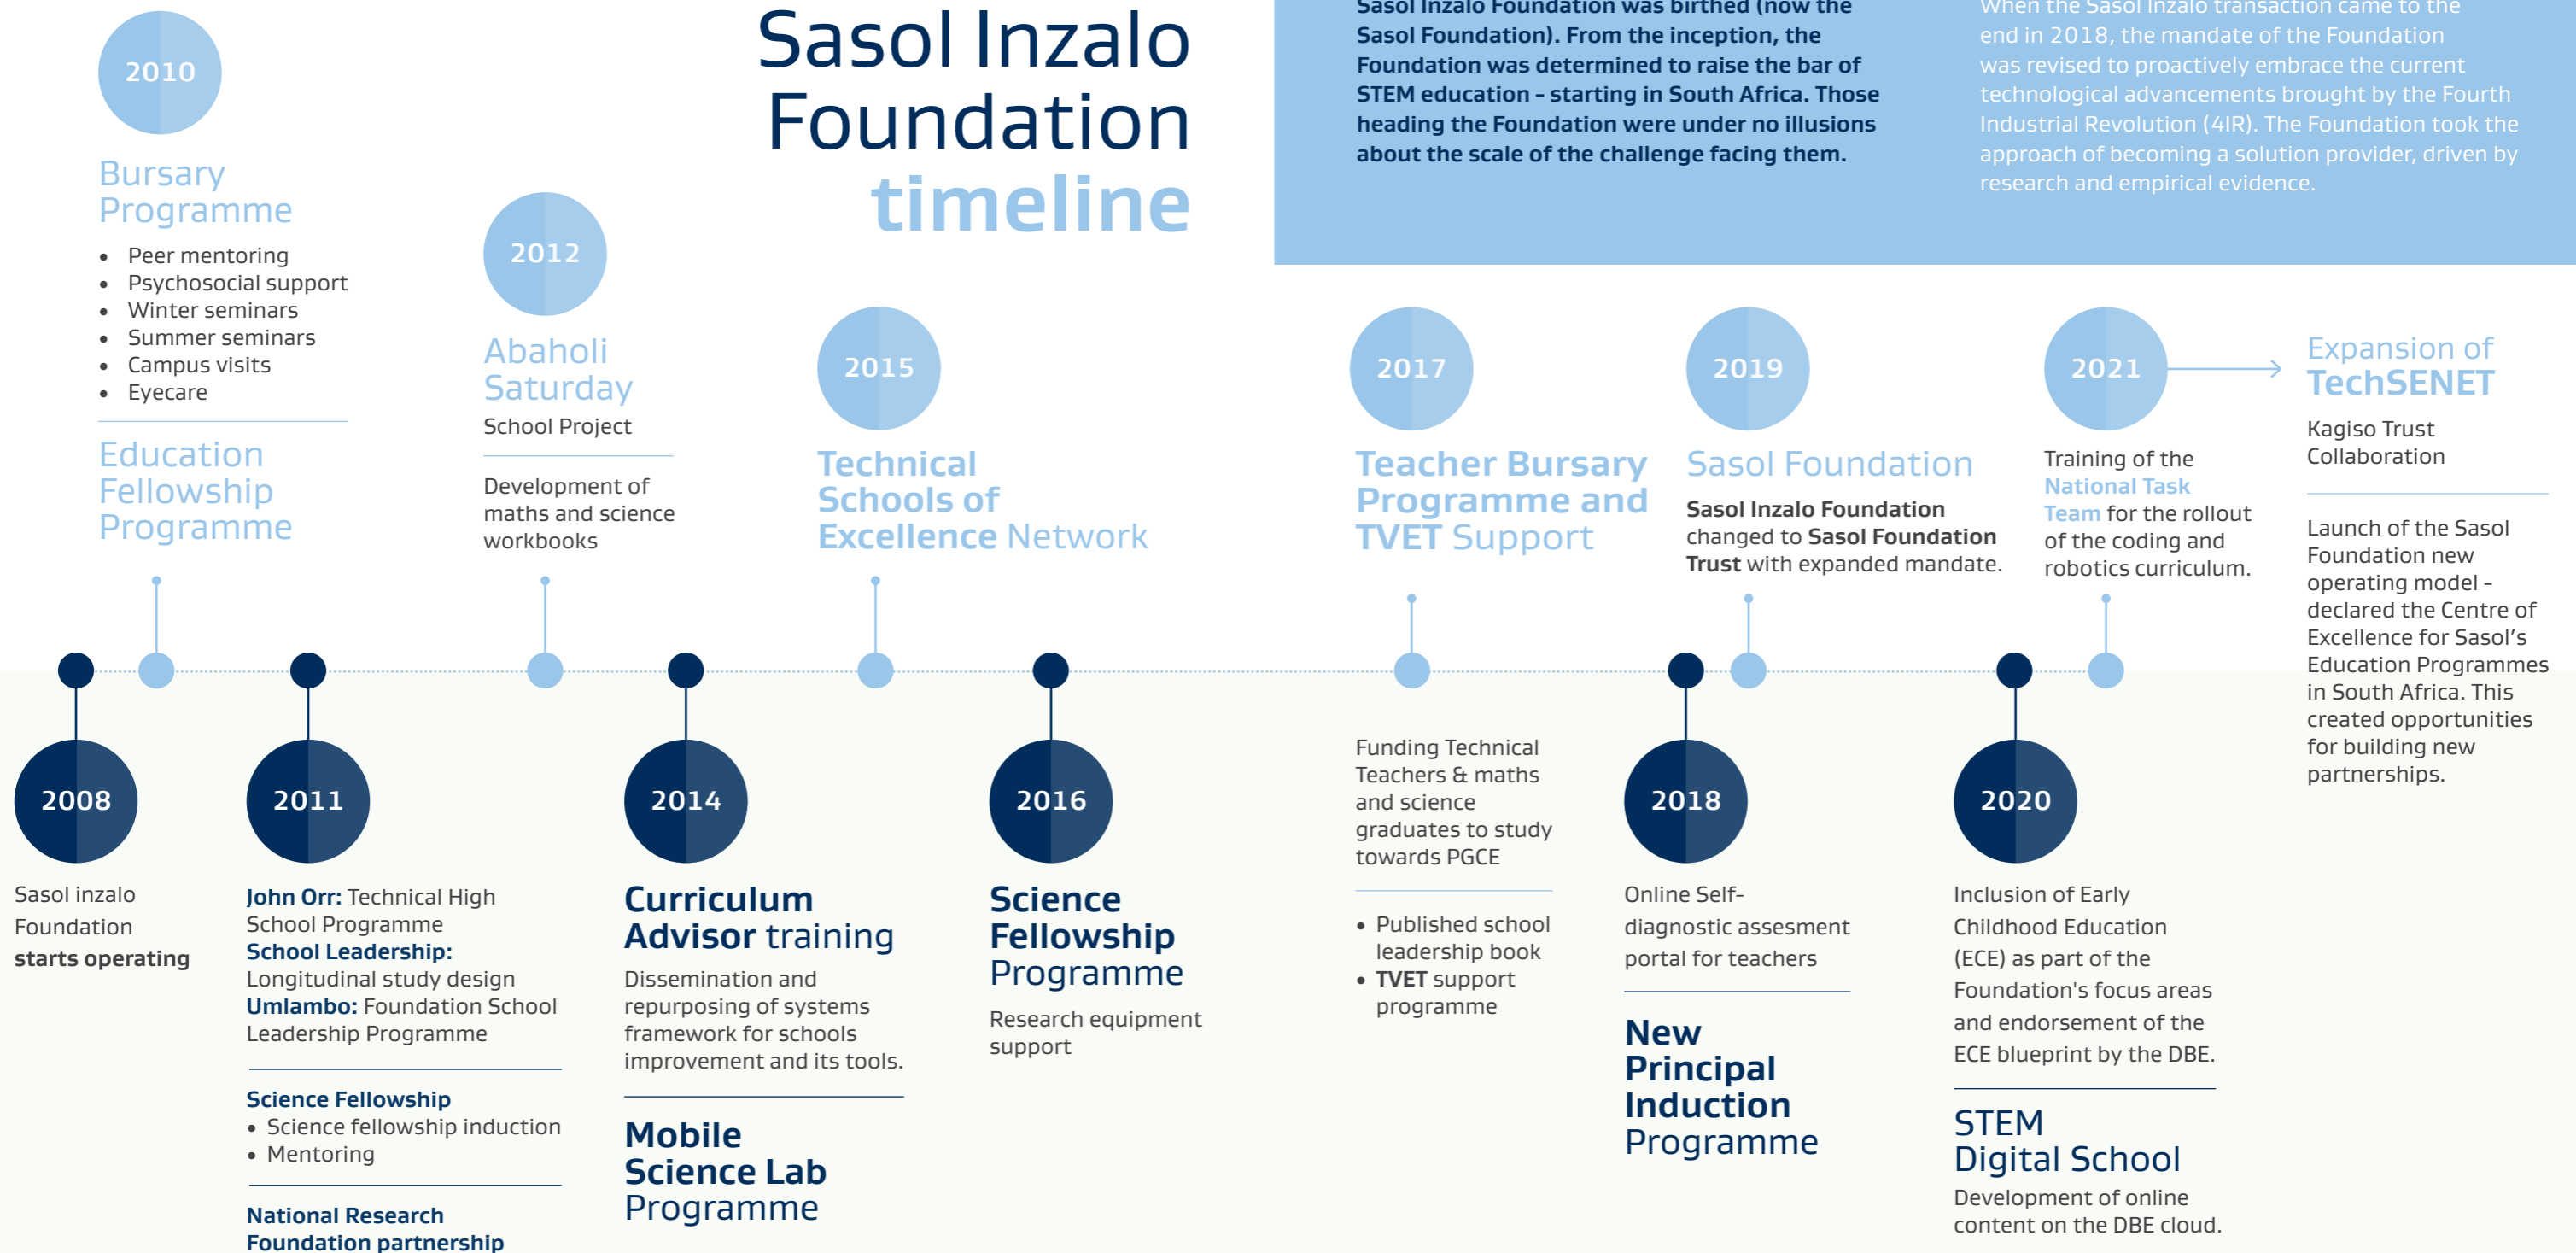 Sasol Inzalo
Foundation
timeline
Sasol Inzalo Foundation was birthed (now the
Sasol Foundation). From the inception, the
Foundation was determined to raise the bar of
STEM education – starting in South Africa. Those
heading the Foundation were under no illusions
about the scale of the challenge facing them.
When the Sasol Inzalo transaction came to the
end in 2018, the mandate of the Foundation
was revised to proactively embrace the current
technological advancements brought by the Fourth
Industrial Revolution (4IR). The Foundation took the
approach of becoming a solution provider, driven by
research and empirical evidence.
2010
Bursary
Programme
• Peer mentoring
• Psychosocial support
• Winter seminars
• Summer seminars
• Campus visits
• Eyecare
Education
Fellowship
Programme
2012
Abaholi
Saturday
School Project
Development of
maths and science
workbooks
2015
Technical
Schools of
Excellence Network
2017
Teacher Bursary
Programme and
TVET Support
Funding Technical
Teachers & maths
and science
graduates to study
towards PGCE
• Published school
leadership book
• TVET support
programme
2019
Sasol Foundation
Sasol Inzalo Foundation
changed to Sasol Foundation
Trust with expanded mandate.
2021
Training of the
National Task
Team for the rollout
of the coding and
robotics curriculum.
Expansion of
TechSENET
Kagiso Trust
Collaboration
Launch of the Sasol
Foundation new
operating model –
declared the Centre of
Excellence for Sasol's
Education Programmes
in South Africa. This
created opportunities
for building new
partnerships.
2008
Sasol inzalo
Foundation
starts operating
2011
John Orr: Technical High
School Programme
School Leadership:
Longitudinal study design
Umlambo: Foundation School
Leadership Programme
Science Fellowship
• Science fellowship induction
• Mentoring
National Research
Foundation partnership
2014
Curriculum
Advisor training
Dissemination and
repurposing of systems
framework for schools
improvement and its tools.
Mobile
Science Lab
Programme
2016
Science
Fellowship
Programme
Research equipment
support
2018
Online Self-
diagnostic assesment
portal for teachers
New
Principal
Induction
Programme
2020
Inclusion of Early
Childhood Education
(ECE) as part of the
Foundation's focus areas
and endorsement of the
ECE blueprint by the DBE.
STEM
Digital School
Development of online
content on the DBE cloud.